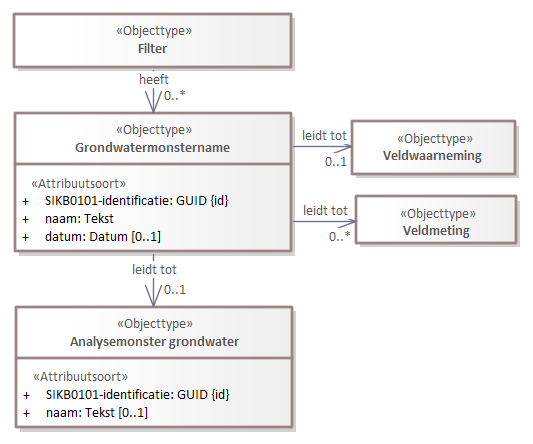 «Objecttype»
Filter
heeft
0..*
«Objecttype»
Grondwatermonstername
«Attribuutsoort»
+ SIKB0101-identificatie: GUID {id}
+ naam: Tekst
+ datum: Datum [0..1]
leidt tot
0..1
«Objecttype»
Veldwaarneming
leidt tot
0..*
«Objecttype»
Veldmeting
leidt tot
0..1
«Objecttype»
Analysemonster grondwater
«Attribuutsoort»
+ SIKB0101-identificatie: GUID {id}
+ naam: Tekst [0..1]